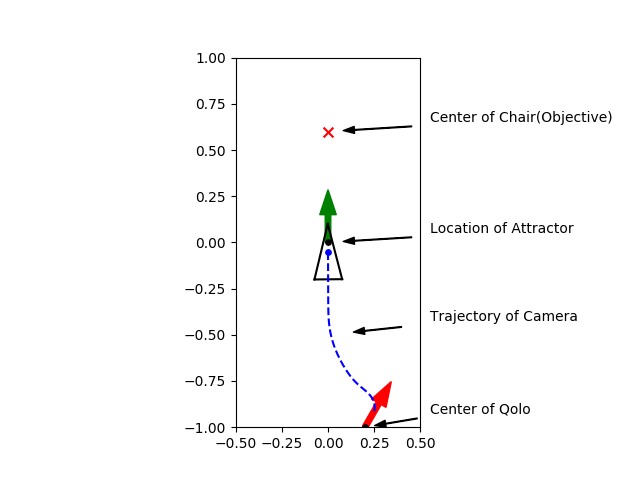 1.00
0.75
Center of Chair(Objective)
0.50
0.25
0.00
Location of Attractor
−0.25
Trajectory of Camera
−0.50
−0.75
Center of Qolo
−1.00
−0.50 −0.25 0.00 0.25 0.50